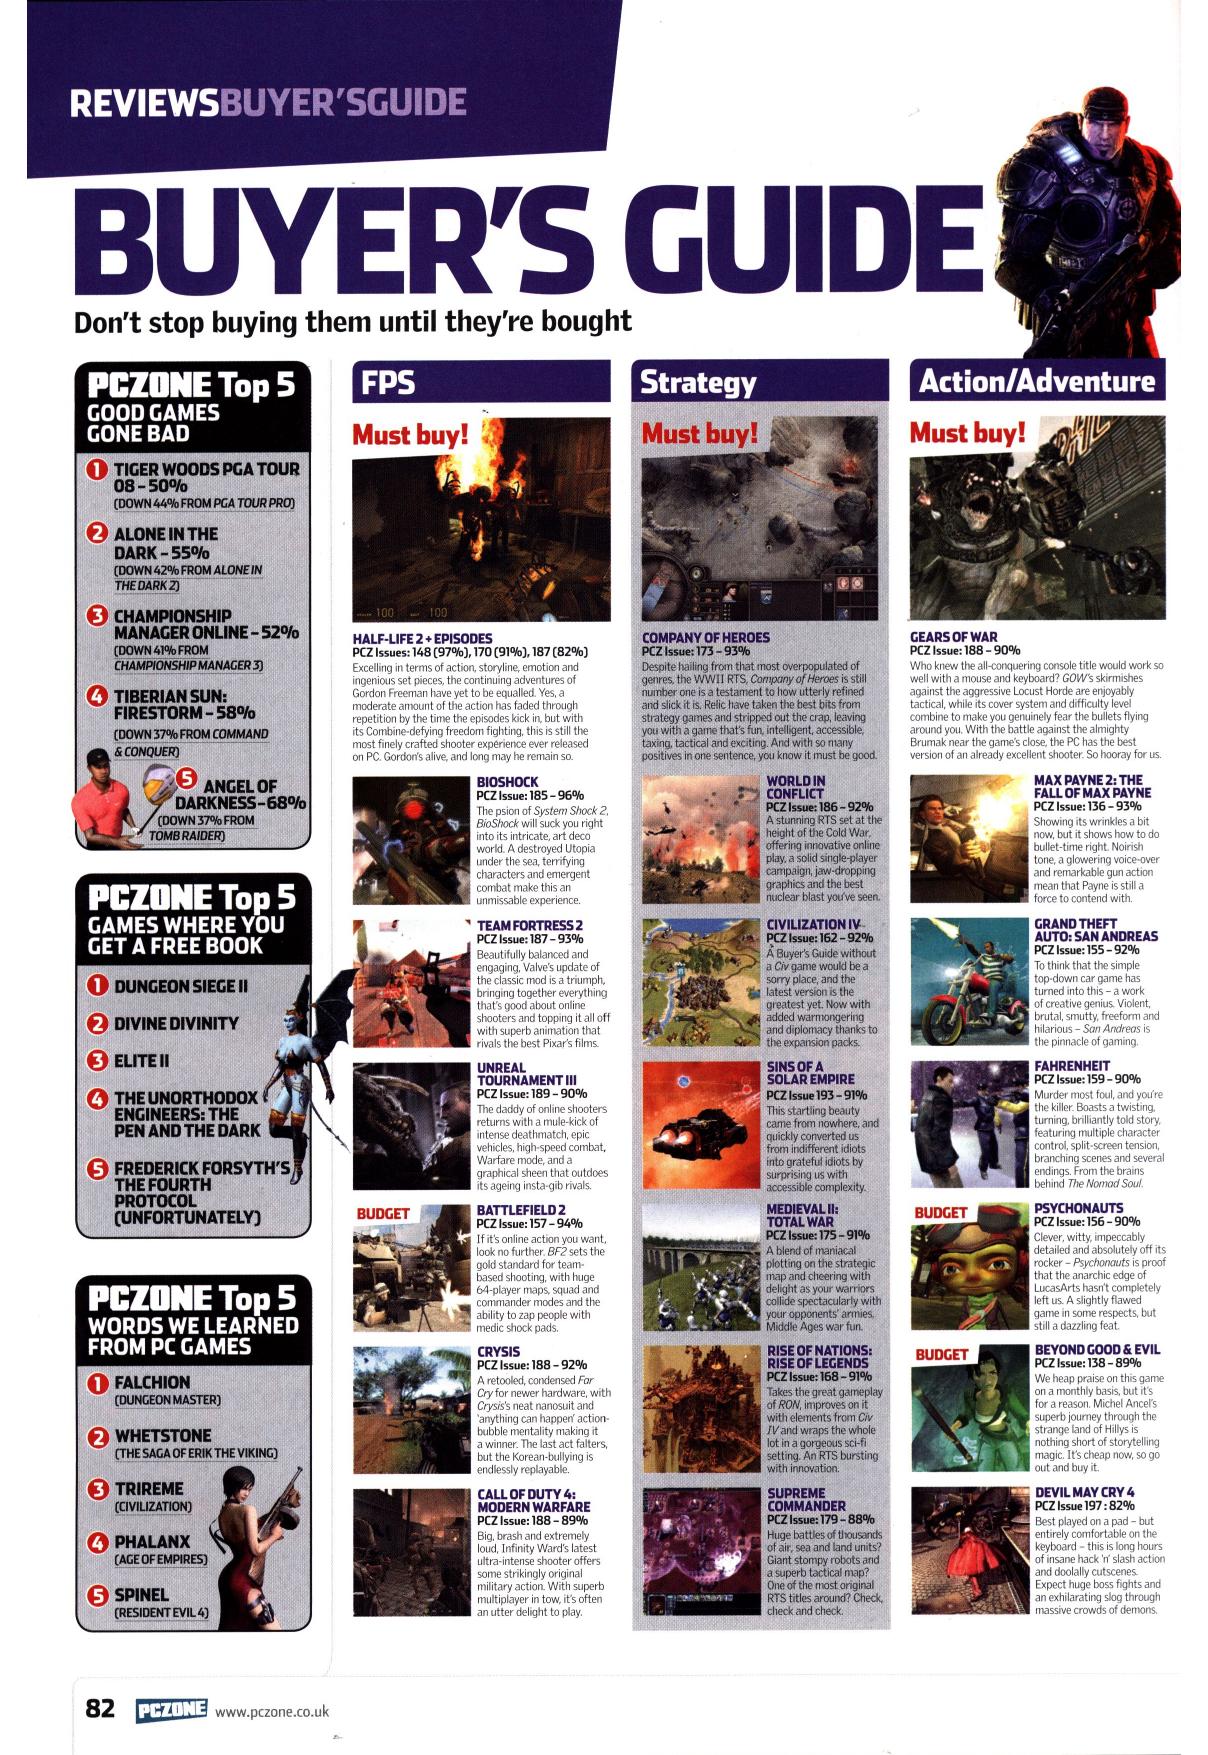 REVIEWSBUYER'SGUIDE
BUYER'S GUIDE
Don't stop buying them until they're bought
PCZONE Top 5
GOOD GAMES
GONE BAD
1 TIGER WOODS PGA TOUR
08 – 50%
(DOWN 44% FROM PGA TOUR PRO)
2 ALONE IN THE
DARK – 55%
(DOWN 42% FROM ALONE IN
THE DARK 2)
3 CHAMPIONSHIP
MANAGER ONLINE – 52%
(DOWN 41% FROM
CHAMPIONSHIP MANAGER 3)
4 TIBERIAN SUN:
FIRESTORM – 58%
(DOWN 37% FROM COMMAND
& CONQUER)
5 ANGEL OF
DARKNESS – 68%
(DOWN 37% FROM
TOMB RAIDER)
PCZONE Top 5
GAMES WHERE YOU
GET A FREE BOOK
1 DUNGEON SIEGE II
2 DIVINE DIVINITY
3 ELITE II
4 THE UNORTHODOX
ENGINEERS: THE
PEN AND THE DARK
5 FREDERICK FORSYTH'S
THE FOURTH
PROTOCOL
(UNFORTUNATELY)
PCZONE Top 5
WORDS WE LEARNED
FROM PC GAMES
1 FALCHION
(DUNGEON MASTER)
2 WHETSTONE
(THE SAGA OF ERIK THE VIKING)
3 TRIREME
(CIVILIZATION)
4 PHALANX
(AGE OF EMPIRES)
5 SPINEL
(RESIDENT EVIL 4)
FPS
Must buy!
100 100
HALF-LIFE 2 + EPISODES
PCZ Issues: 148 (97%), 170 (91%), 187 (82%)
Excelling in terms of action, storyline, emotion and
ingenious set pieces, the continuing adventures of
Gordon Freeman have yet to be equalled. Yes, a
moderate amount of the action has faded through
repetition by the time the episodes kick in, but with
its Combine-defying freedom fighting, this is still the
most finely crafted shooter experience ever released
on PC. Gordon's alive, and long may he remain so.
BIOSHOCK
PCZ Issue: 185 – 96%
The psion of System Shock 2,
BioShock will suck you right
into its intricate, art deco
world. A destroyed Utopia
under the sea, terrifying
characters and emergent
combat make this an
unmissable experience.
TEAM FORTRESS 2
PCZ Issue: 187 – 93%
Beautifully balanced and
engaging, Valve's update of
the classic mod is a triumph,
bringing together everything
that's good about online
shooters and topping it all off
with superb animation that
rivals the best Pixar's films.
UNREAL
TOURNAMENT III
PCZ Issue: 189 – 90%
The daddy of online shooters
returns with a mule-kick of
intense deathmatch, epic
vehicles, high-speed combat,
Warfare mode, and a
graphical sheen that outdoes
its ageing insta-gib rivals.
BUDGET
BATTLEFIELD 2
PCZ Issue: 157 – 94%
If it's online action you want,
look no further. BF2 sets the
gold standard for team-
based shooting, with huge
64-player maps, squad and
commander modes and the
ability to zap people with
medic shock pads.
CRYSIS
PCZ Issue: 188 – 92%
A retooled, condensed Far
Cry for newer hardware, with
Crysis's neat nanosuit and
'anything can happen' action-
bubble mentality making it
a winner. The last act falters,
but the Korean-bullying is
endlessly replayable.
CALL OF DUTY 4:
MODERN WARFARE
PCZ Issue: 188 – 89%
Big, brash and extremely
loud, Infinity Ward's latest
ultra-intense shooter offers
some strikingly original
military action. With superb
multiplayer in tow, it's often
an utter delight to play.
Strategy
Must buy!
COMPANY OF HEROES
PCZ Issue: 173 – 93%
Despite hailing from that most overpopulated of
genres, the WWII RTS, Company of Heroes is still
number one is a testament to how utterly refined
and slick it is. Relic have taken the best bits from
strategy games and stripped out the crap, leaving
you with a game that's fun, intelligent, accessible,
taxing, tactical and exciting. And with so many
positives in one sentence, you know it must be good.
WORLD IN
CONFLICT
PCZ Issue: 186 – 92%
A stunning RTS set at the
height of the Cold War,
offering innovative online
play, a solid single-player
campaign, jaw-dropping
graphics and the best
nuclear blast you've seen.
CIVILIZATION IV
PCZ Issue: 162 – 92%
A Buyer's Guide without
a Civ game would be a
sorry place, and the
latest version is the
greatest yet. Now with
added warmongering
and diplomacy thanks to
the expansion packs.
SINS OF A
SOLAR EMPIRE
PCZ Issue 193 – 91%
This startling beauty
came from nowhere, and
quickly converted us
from indifferent idiots
into grateful idiots by
surprising us with
accessible complexity.
MEDIEVAL II:
TOTAL WAR
PCZ Issue: 175 – 91%
A blend of maniacal
plotting on the strategic
map and cheering with
delight as your warriors
collide spectacularly with
your opponents' armies.
Middle Ages war fun.
RISE OF NATIONS:
RISE OF LEGENDS
PCZ Issue: 168 – 91%
Takes the great gameplay
of RON, improves on it
with elements from Civ
IV and wraps the whole
lot in a gorgeous sci-fi
setting. An RTS bursting
with innovation.
SUPREME
COMMANDER
PCZ Issue: 179 – 88%
Huge battles of thousands
of air, sea and land units?
Giant stompy robots and
a superb tactical map?
One of the most original
RTS titles around? Check,
check and check.
Action/Adventure
Must buy!
GEARS OF WAR
PCZ Issue: 188 – 90%
Who knew the all-conquering console title would work so
well with a mouse and keyboard? GOW's skirmishes
against the aggressive Locust Horde are enjoyably
tactical, while its cover system and difficulty level
combine to make you genuinely fear the bullets flying
around you. With the battle against the almighty
Brumak near the game's close, the PC has the best
version of an already excellent shooter. So hooray for us.
MAX PAYNE 2: THE
FALL OF MAX PAYNE
PCZ Issue: 136 – 93%
Showing its wrinkles a bit
now, but it shows how to do
bullet-time right. Noirish
tone, a glowering voice-over
and remarkable gun action
mean that Payne is still a
force to contend with.
GRAND THEFT
AUTO: SAN ANDREAS
PCZ Issue: 155 – 92%
To think that the simple
top-down car game has
turned into this – a work
of creative genius. Violent,
brutal, smutty, freeform and
hilarious – San Andreas is
the pinnacle of gaming.
FAHRENHEIT
PCZ Issue: 159 – 90%
Murder most foul, and you're
the killer. Boasts a twisting,
turning, brilliantly told story,
featuring multiple character
control, split-screen tension,
branching scenes and several
endings. From the brains
behind The Nomad Soul.
BUDGET
PSYCHONAUTS
PCZ Issue: 156 – 90%
Clever, witty, impeccably
detailed and absolutely off its
rocker – Psychonauts is proof
that the anarchic edge of
LucasArts hasn't completely
left us. A slightly flawed
game in some respects, but
still a dazzling feat.
BUDGET
BEYOND GOOD & EVIL
PCZ Issue: 138 – 89%
We heap praise on this game
on a monthly basis, but it's
for a reason. Michel Ancel's
superb journey through the
strange land of Hillys is
nothing short of storytelling
magic. It's cheap now, so go
out and buy it.
DEVIL MAY CRY 4
PCZ Issue 197 : 82%
Best played on a pad – but
entirely comfortable on the
keyboard – this is long hours
of insane hack 'n' slash action
and doolally cutscenes.
Expect huge boss fights and
an exhilarating slog through
massive crowds of demons.
82 PCZONE www.pczone.co.uk